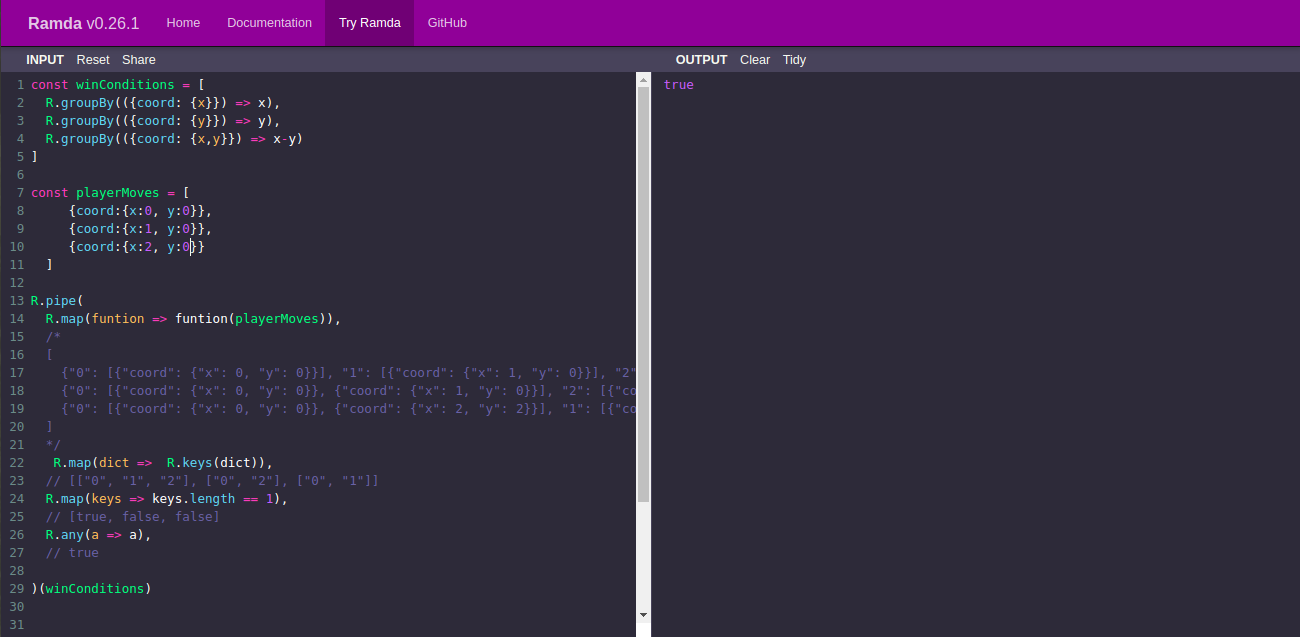 Ramda v0.26.1 Home Documentation Try Ramda GitHub
INPUT Reset Share
OUTPUT Clear Tidy
1 const winConditions = [
2   R.groupBy(({coord: {x}}) => x),
3   R.groupBy(({coord: {y}}) => y),
4   R.groupBy(({coord: {x,y}}) => x-y)
5 ]
6
7 const playerMoves = [
8      {coord:{x:0, y:0}},
9      {coord:{x:1, y:0}},
10      {coord:{x:2, y:0}}
11   ]
12
13 R.pipe(
14   R.map(funtion => funtion(playerMoves)),
15   /*
16   [
17     {"0": [{"coord": {"x": 0, "y": 0}}], "1": [{"coord": {"x": 1, "y": 0}}], "2"
18     {"0": [{"coord": {"x": 0, "y": 0}}, {"coord": {"x": 1, "y": 0}}], "2": [{"co
19     {"0": [{"coord": {"x": 0, "y": 0}}, {"coord": {"x": 2, "y": 2}}], "1": [{"co
20   ]
21   */
22    R.map(dict =>  R.keys(dict)),
23   // [["0", "1", "2"], ["0", "2"], ["0", "1"]]
24   R.map(keys => keys.length == 1),
25   // [true, false, false]
26   R.any(a => a),
27   // true
28
29 )(winConditions)
30
31
true